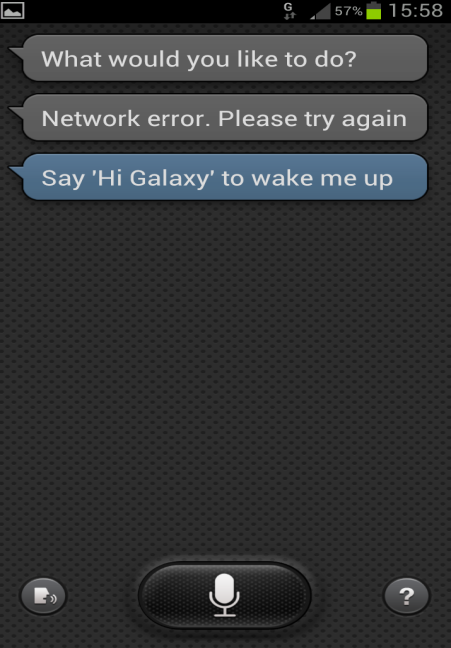 G 57% 15:58
What would you like to do?
Network error. Please try again
Say 'Hi Galaxy' to wake me up
?